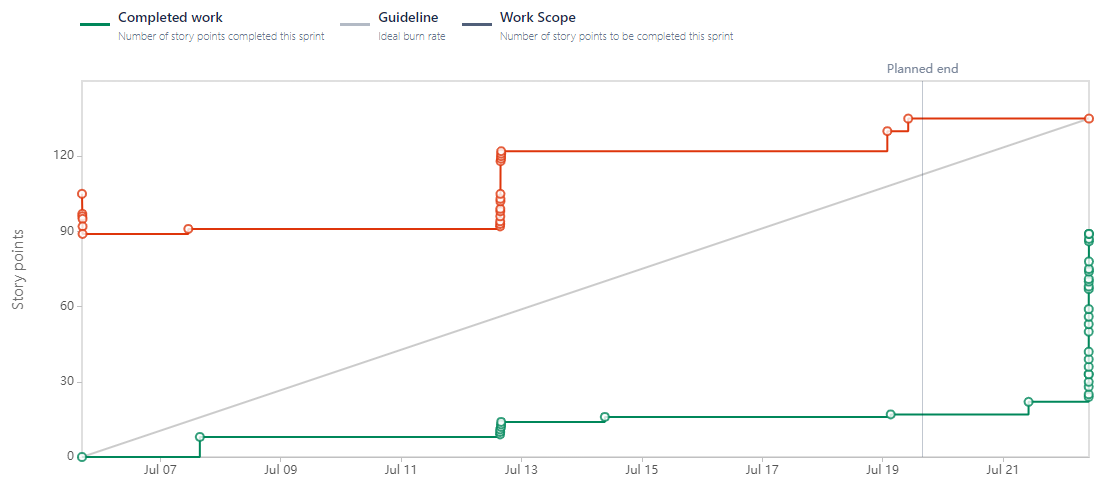 Completed work
Number of story points completed this sprint
Guideline
Ideal burn rate
Work Scope
Number of story points to be completed this sprint
Planned end
Story points
120
90
60
30
0
Jul 07
Jul 09
Jul 11
Jul 13
Jul 15
Jul 17
Jul 19
Jul 21